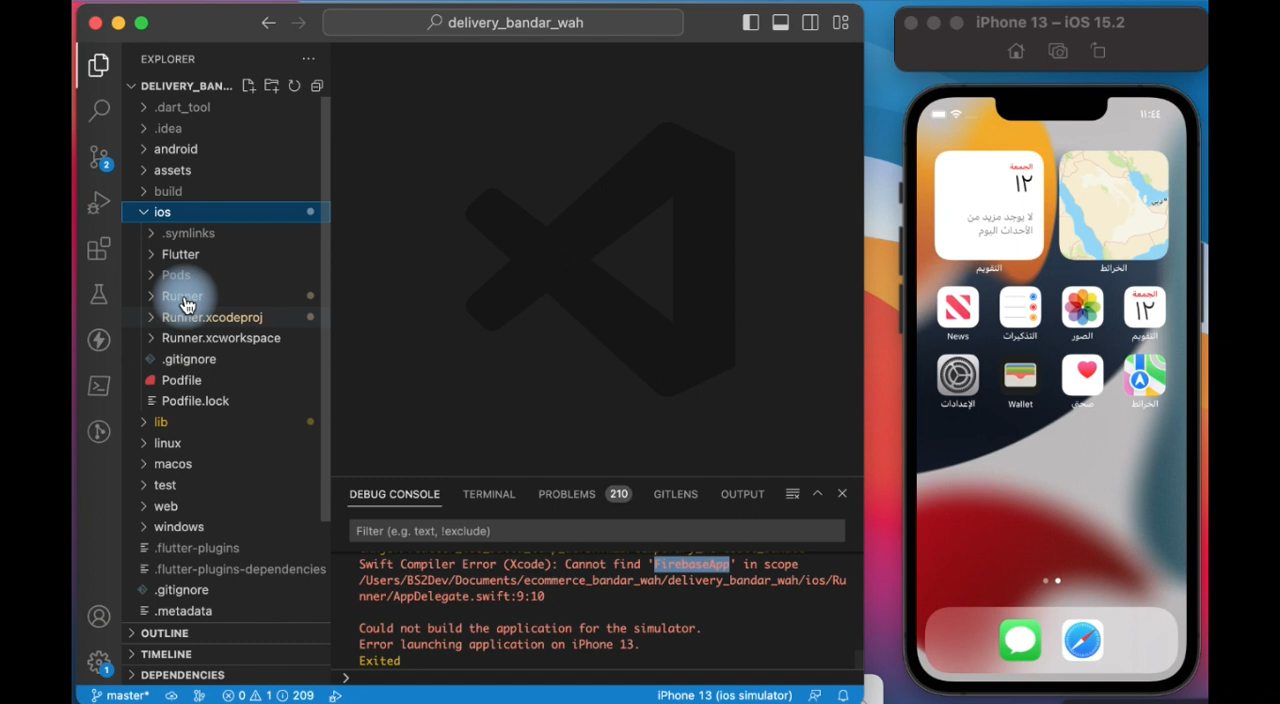 delivery_bandar_wah
EXPLORER
DELIVERY_BAN...
.dart_tool
.idea
android
assets
build
ios
.symlinks
Flutter
Pods
Runner
Runner.xcodeproj
Runner.xcworkspace
.gitignore
Podfile
Podfile.lock
lib
linux
macos
test
web
windows
.flutter-plugins
.flutter-plugins-dependencies
.gitignore
.metadata
OUTLINE
TIMELINE
DEPENDENCIES
2
1
DEBUG CONSOLE TERMINAL PROBLEMS 210 GITLENS OUTPUT
Filter (e.g. text, !exclude)
Swift Compiler Error (Xcode): Cannot find 'FirebaseApp' in scope
/Users/BS2Dev/Documents/ecommerce_bandar_wah/delivery_bandar_wah/ios/Ru
nner/AppDelegate.swift:9:10
Could not build the application for the simulator.
Error launching application on iPhone 13.
Exited
master* 0 1 209 iPhone 13 (ios simulator)
iPhone 13 – iOS 15.2
١١:٤٤
الجمعة
١٢
لا يوجد مزيد من
الأحداث اليوم
دبي
التقويم
الخرائط
News
التذكيرات
الصور
الجمعة
١٢
التقويم
الإعدادات
Wallet
صحتي
الخرائط